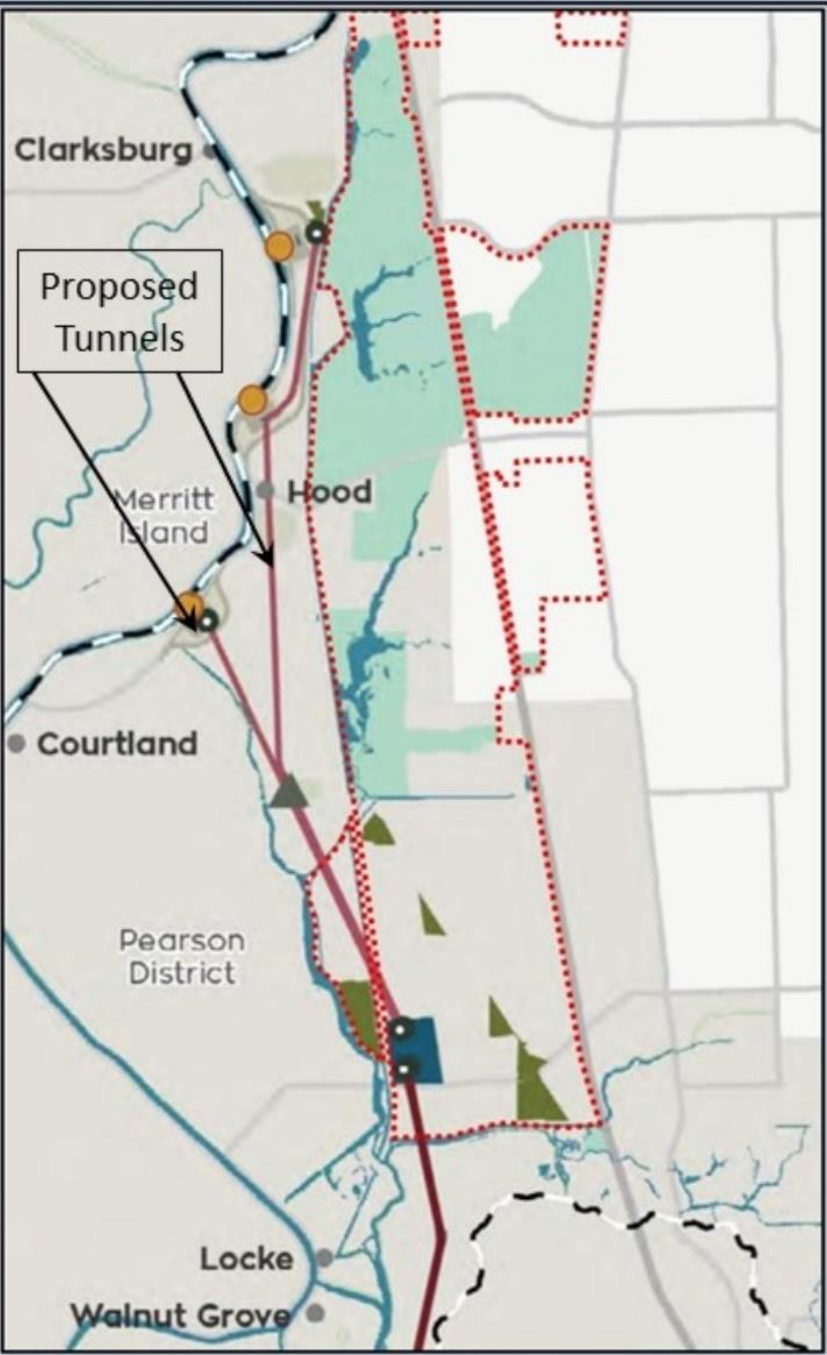 Clarksburg
Proposed
Tunnels
Merritt
Island
Hood
Courtland
Pearson
District
Locke
Walnut Grove